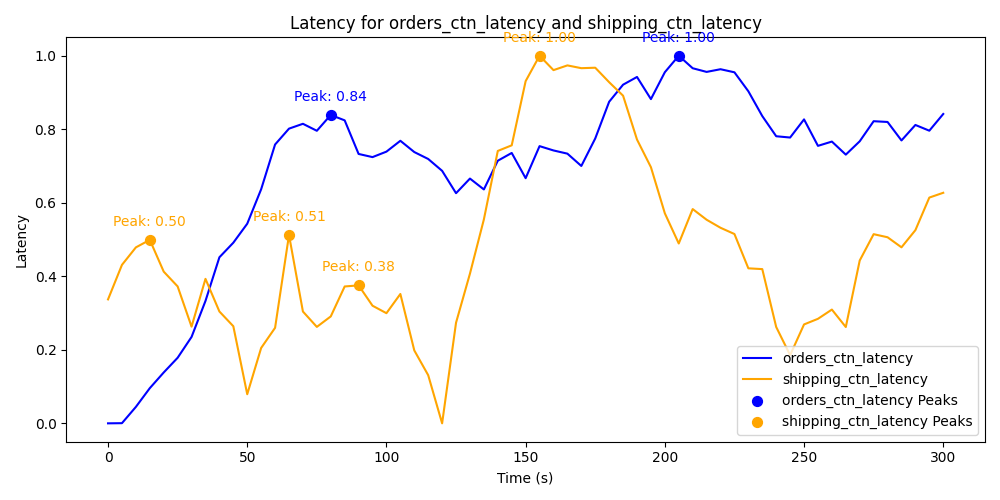 Latency for orders_ctn_latency and shipping_ctn_latency
Peak: 1.00
Peak: 1.00
Peak: 0.84
Peak: 0.50
Peak: 0.51
Peak: 0.38
Latency
1.0
0.8
0.6
0.4
0.2
0.0
orders_ctn_latency
shipping_ctn_latency
orders_ctn_latency Peaks
shipping_ctn_latency Peaks
0
50
100
150
200
250
300
Time (s)